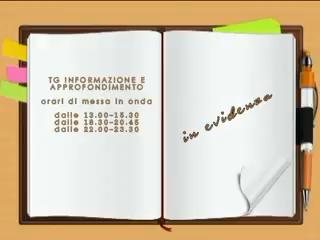 TG INFORMAZIONE E
APPROFONDIMENTO
orari di messa in onda
dalle 13.00-15.30
dalle 18.30-20.45
dalle 22.00-23.30
in evidenza